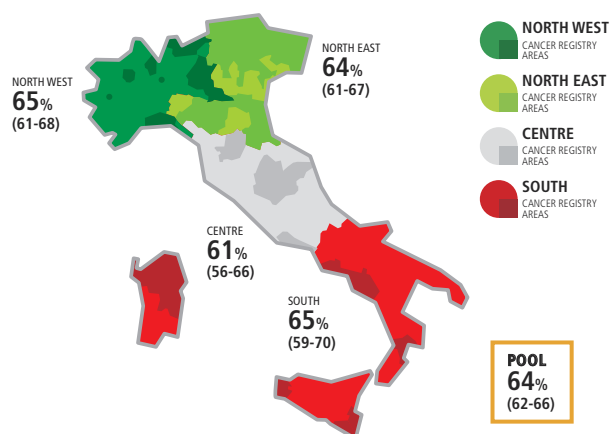 NORTH WEST
65%
(61-68)
NORTH EAST
64%
(61-67)
CENTRE
61%
(56-66)
SOUTH
65%
(59-70)
NORTH WEST
CANCER REGISTRY
AREAS
NORTH EAST
CANCER REGISTRY
AREAS
CENTRE
CANCER REGISTRY
AREAS
SOUTH
CANCER REGISTRY
AREAS
POOL
64%
(62-66)